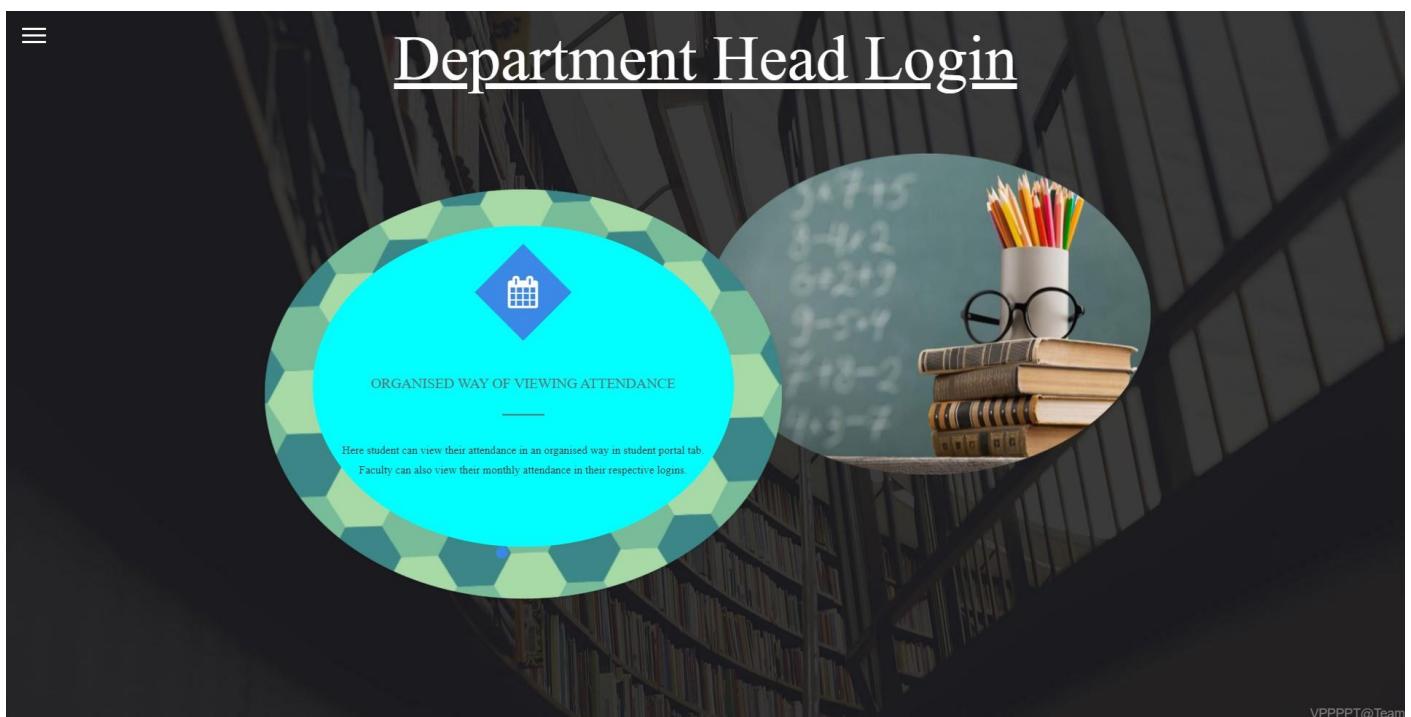 Department Head Login
ORGANISED WAY OF VIEWING ATTENDANCE
Here student can view their attendance in an organised way in student portal tab.
Faculty can also view their monthly attendance in their respective logins.
VPPPPT@Team